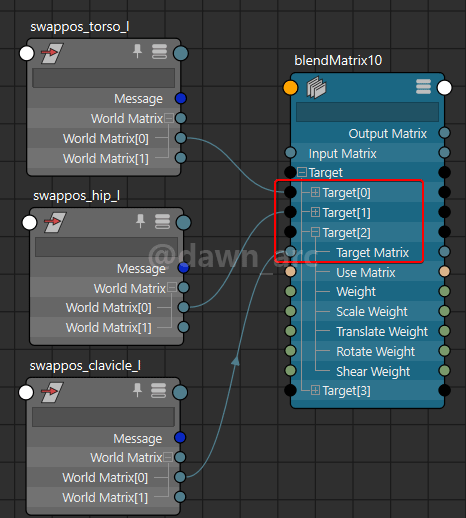 swappos_torso_l
Message
World Matrix
World Matrix[0]
World Matrix[1]
swappos_hip_l
Message
World Matrix
World Matrix[0]
World Matrix[1]
swappos_clavicle_l
Message
World Matrix
World Matrix[0]
World Matrix[1]
blendMatrix10
Output Matrix
Input Matrix
Target
Target[0]
Target[1]
Target[2]
Target Matrix
Use Matrix
Weight
Scale Weight
Translate Weight
Rotate Weight
Shear Weight
Target[3]
@dawn_arc